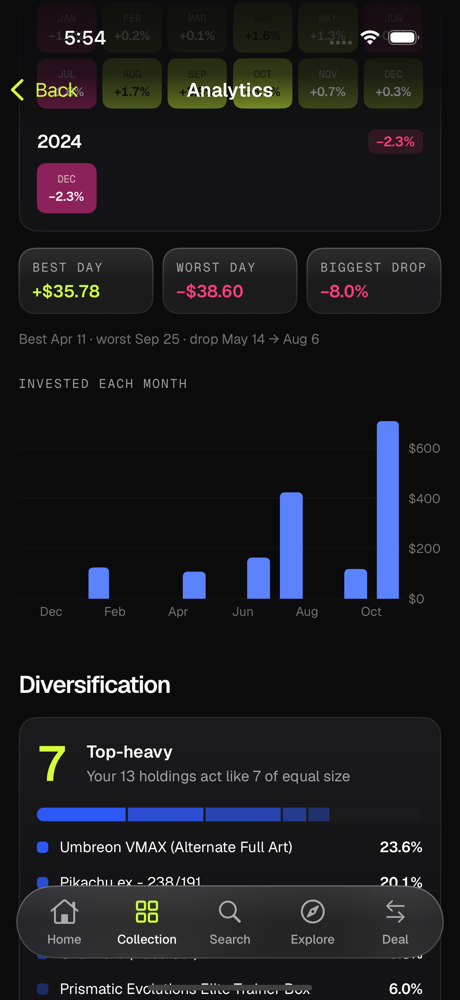 5:54
JAN FEB MAR MAY JUN
+0.2% +0.1% +1.6% +1.3%
Back
Analytics
JUL AUG SEP OCT NOV DEC
+1.7% +0.7% +0.3%
2024
−2.3%
DEC
−2.3%
BEST DAY
+$35.78
WORST DAY
−$38.60
BIGGEST DROP
−8.0%
Best Apr 11 · worst Sep 25 · drop May 14 → Aug 6
INVESTED EACH MONTH
$600
$400
$200
$0
Dec Feb Apr Jun Aug Oct
Diversification
7
Top-heavy
Your 13 holdings act like 7 of equal size
Umbreon VMAX (Alternate Full Art) 23.6%
Pikachu ex - 238/191 20.1%
Prismatic Evolutions Elite Trainer Box 6.0%
Home
Collection
Search
Explore
Deal